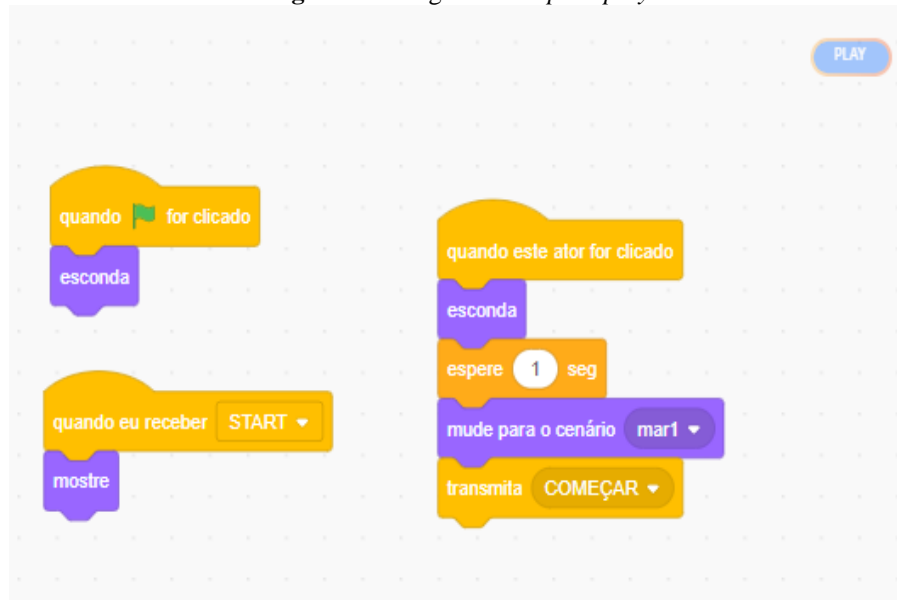 PLAY
quando for clicado
esconda
quando eu receber START
mostre
quando este ator for clicado
esconda
espere 1 seg
mude para o cenário mar1
transmita COMEÇAR